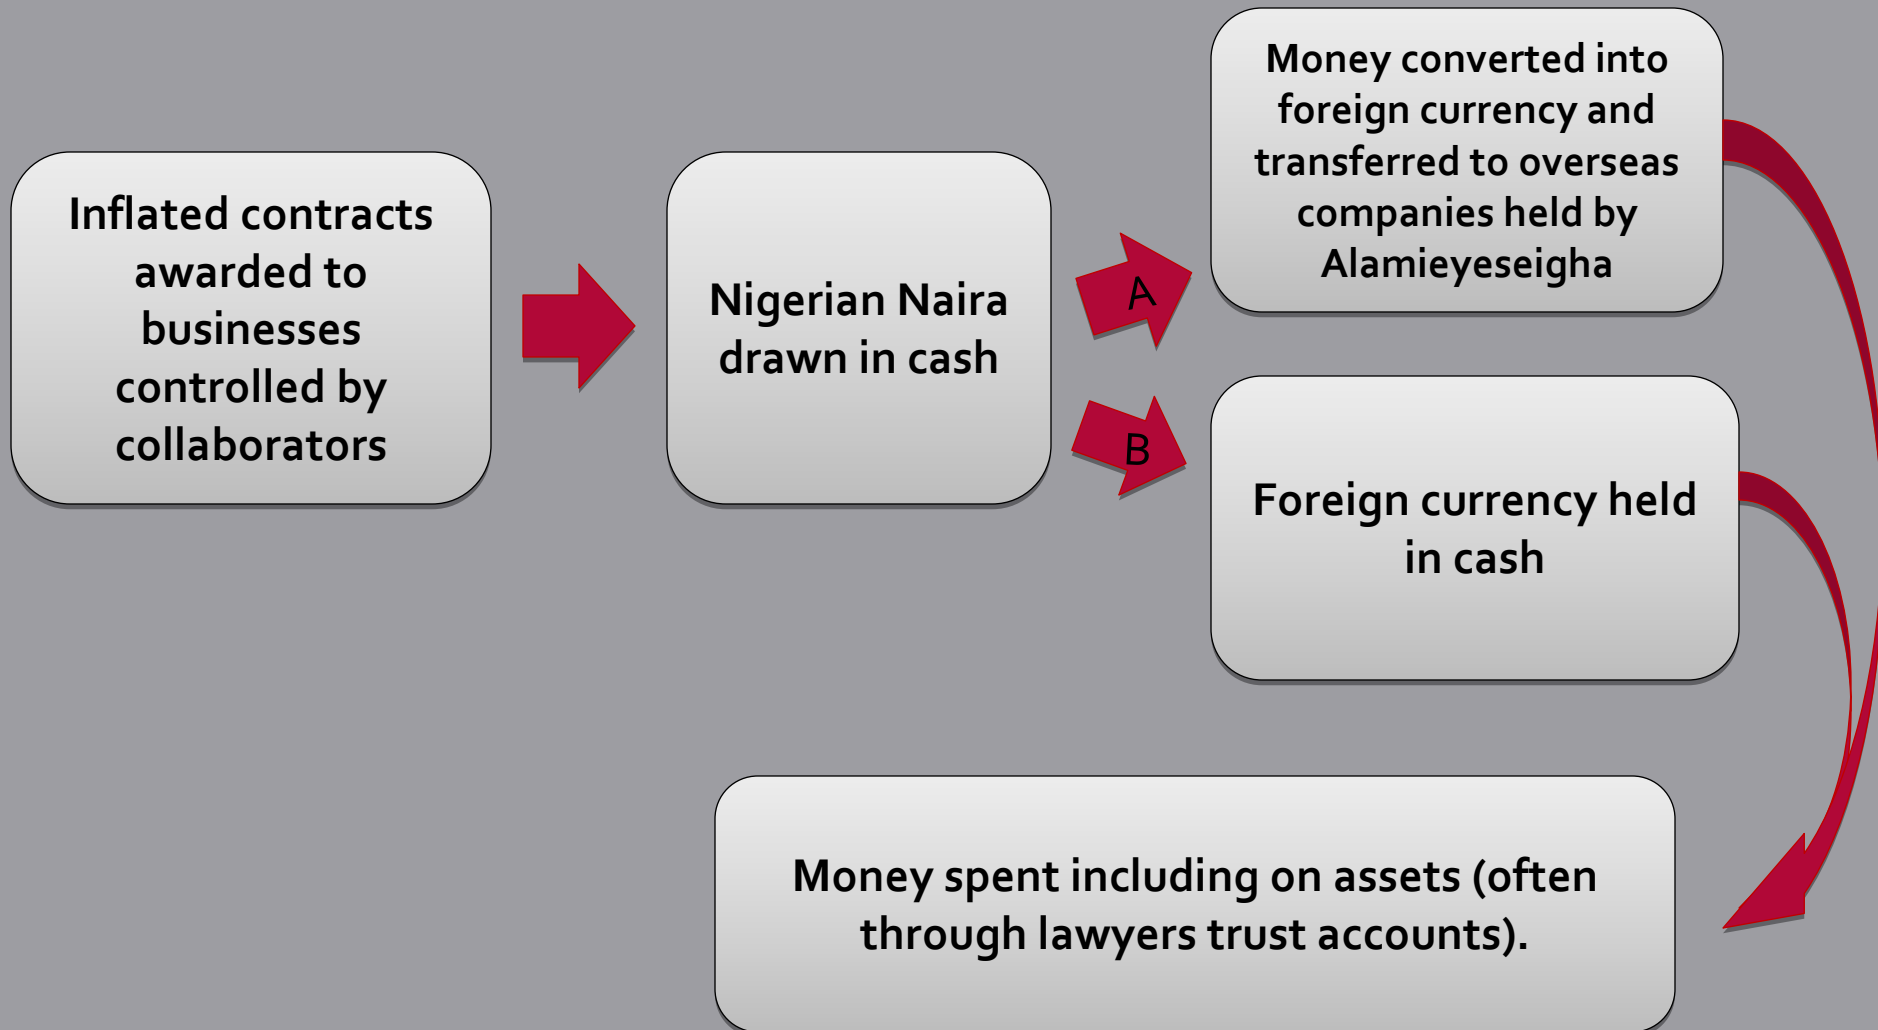 Inflated contracts
awarded to
businesses
controlled by
collaborators
Nigerian Naira
drawn in cash
A
Money converted into
foreign currency and
transferred to overseas
companies held by
Alamieyeseigha
B
Foreign currency held
in cash
Money spent including on assets (often
through lawyers trust accounts).